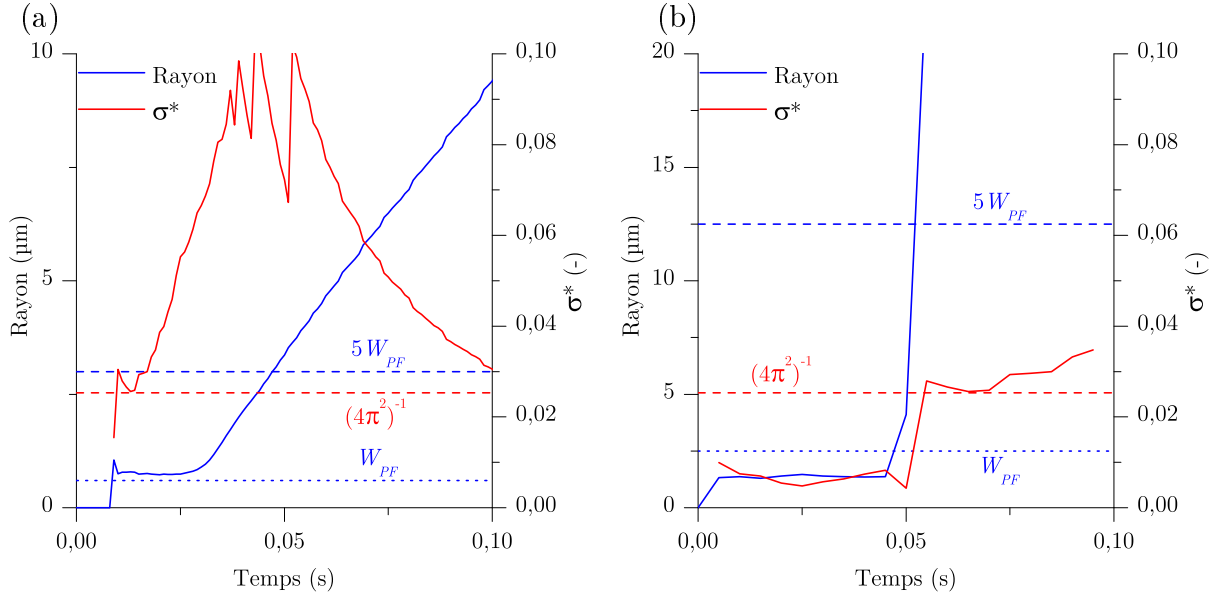 (a)
10
5
0
Rayon (µm)
Rayon
σ*
5 W_PF
(4π²)⁻¹
W_PF
0,10
0,08
0,06
0,04
0,02
0,00
σ* (-)
0,00
0,05
0,10
Temps (s)
(b)
20
15
10
5
0
Rayon (µm)
Rayon
σ*
5 W_PF
(4π²)⁻¹
W_PF
0,10
0,08
0,06
0,04
0,02
0,00
σ* (-)
0,00
0,05
0,10
Temps (s)